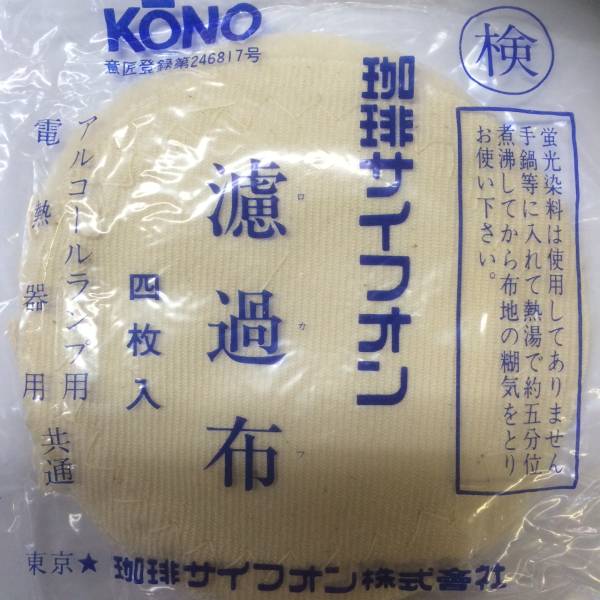 KŌNO
意匠登録第246817号
検
蛍光染料は使用してありません
手鍋等に入れて熱湯で約五分位
煮沸してから布地の糊気をとり
お使い下さい。
珈琲サイフオン
濾過布
ロカフ
四枚入
アルコールランプ用
電熱器用
共通
東京★珈琲サイフオン株式會社